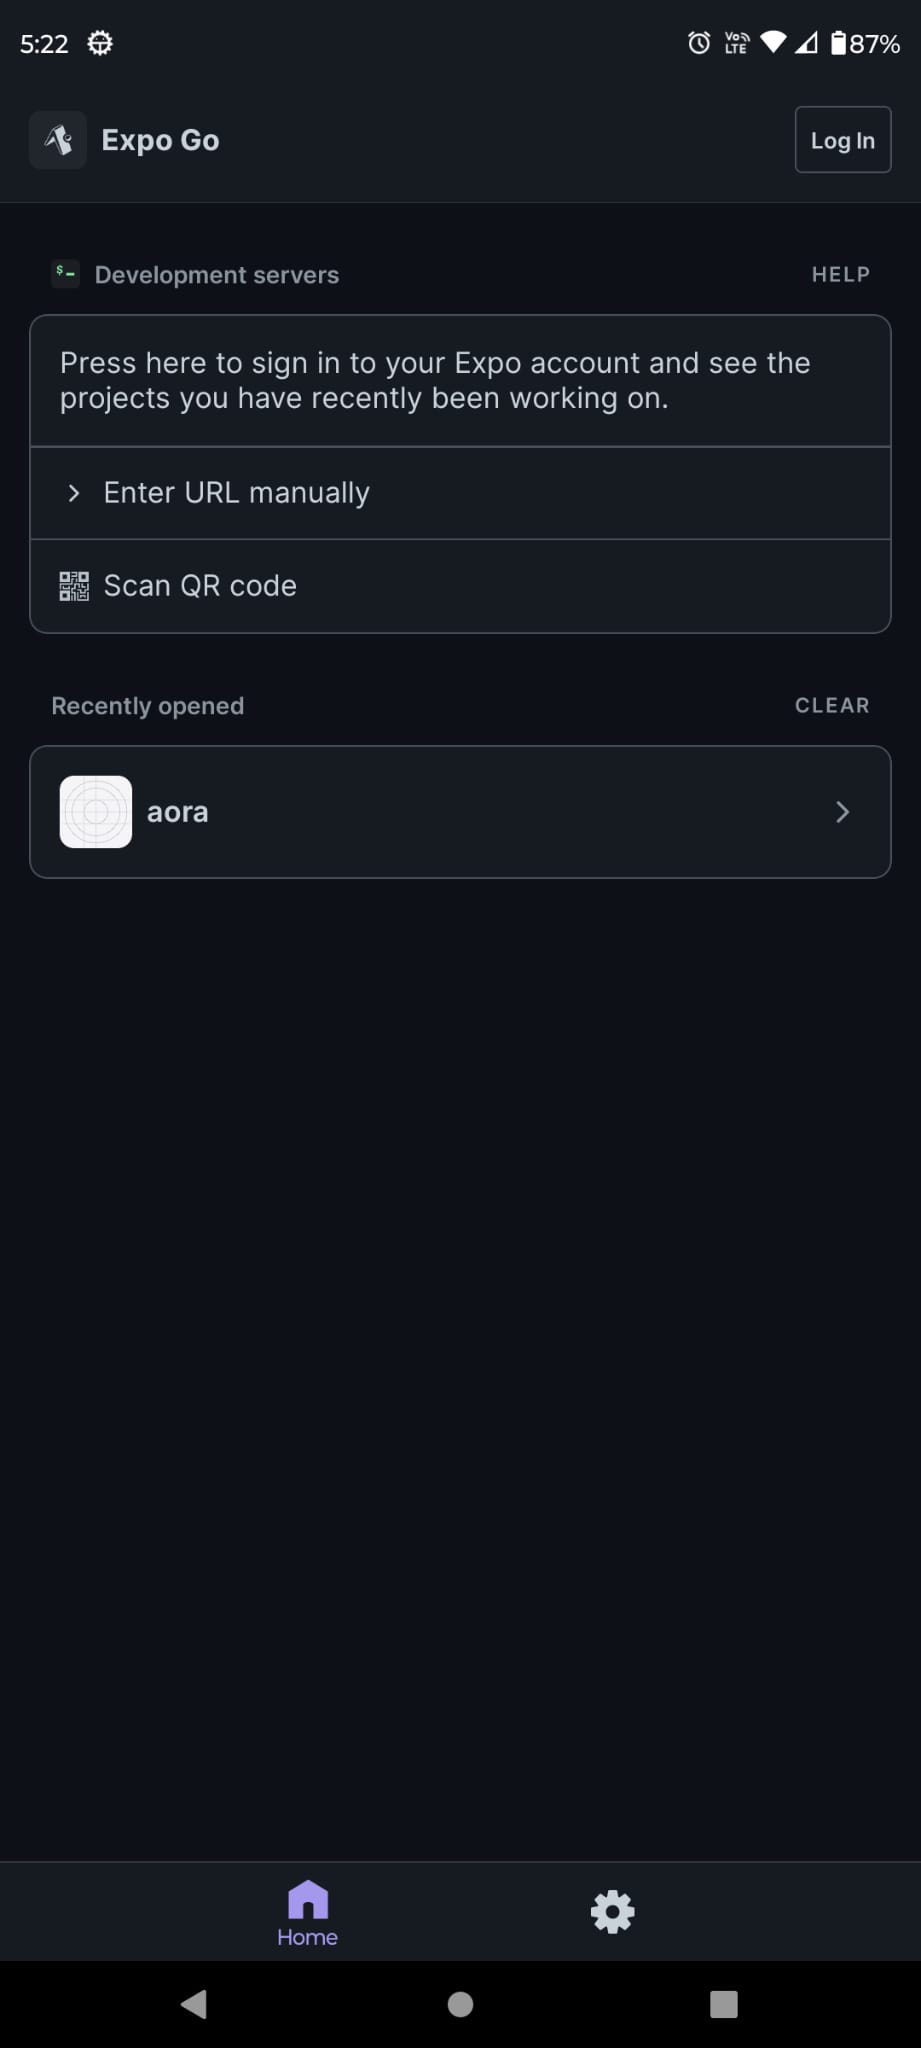 5:22
Vo LTE
87%
Expo Go
Log In
$-
Development servers
HELP
Press here to sign in to your Expo account and see the
projects you have recently been working on.
Enter URL manually
Scan QR code
Recently opened
CLEAR
aora
Home